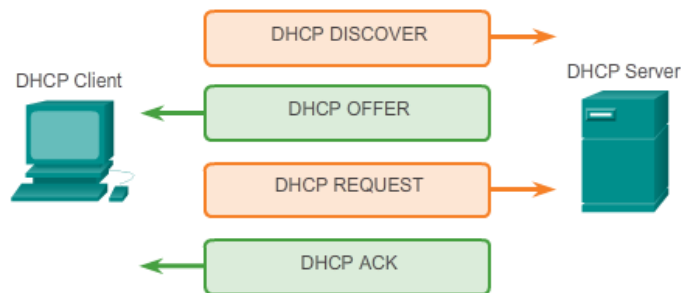 DHCP DISCOVER
DHCP Client
DHCP Server
DHCP OFFER
DHCP REQUEST
DHCP ACK